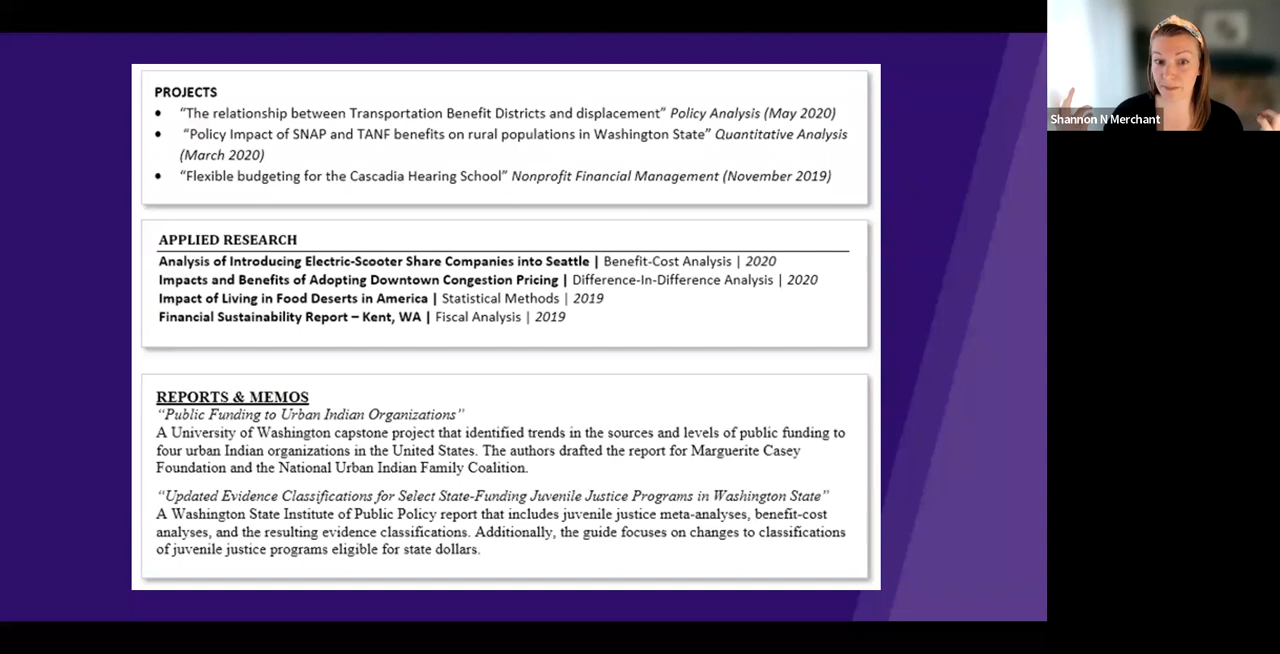 PROJECTS
• “The relationship between Transportation Benefit Districts and displacement” Policy Analysis (May 2020)
• “Policy Impact of SNAP and TANF benefits on rural populations in Washington State” Quantitative Analysis
(March 2020)
• “Flexible budgeting for the Cascadia Hearing School” Nonprofit Financial Management (November 2019)
APPLIED RESEARCH
Analysis of Introducing Electric-Scooter Share Companies into Seattle | Benefit-Cost Analysis | 2020
Impacts and Benefits of Adopting Downtown Congestion Pricing | Difference-In-Difference Analysis | 2020
Impact of Living in Food Deserts in America | Statistical Methods | 2019
Financial Sustainability Report – Kent, WA | Fiscal Analysis | 2019
REPORTS & MEMOS
“Public Funding to Urban Indian Organizations”
A University of Washington capstone project that identified trends in the sources and levels of public funding to
four urban Indian organizations in the United States. The authors drafted the report for Marguerite Casey
Foundation and the National Urban Indian Family Coalition.
“Updated Evidence Classifications for Select State-Funding Juvenile Justice Programs in Washington State”
A Washington State Institute of Public Policy report that includes juvenile justice meta-analyses, benefit-cost
analyses, and the resulting evidence classifications. Additionally, the guide focuses on changes to classifications
of juvenile justice programs eligible for state dollars.
Shannon N Merchant